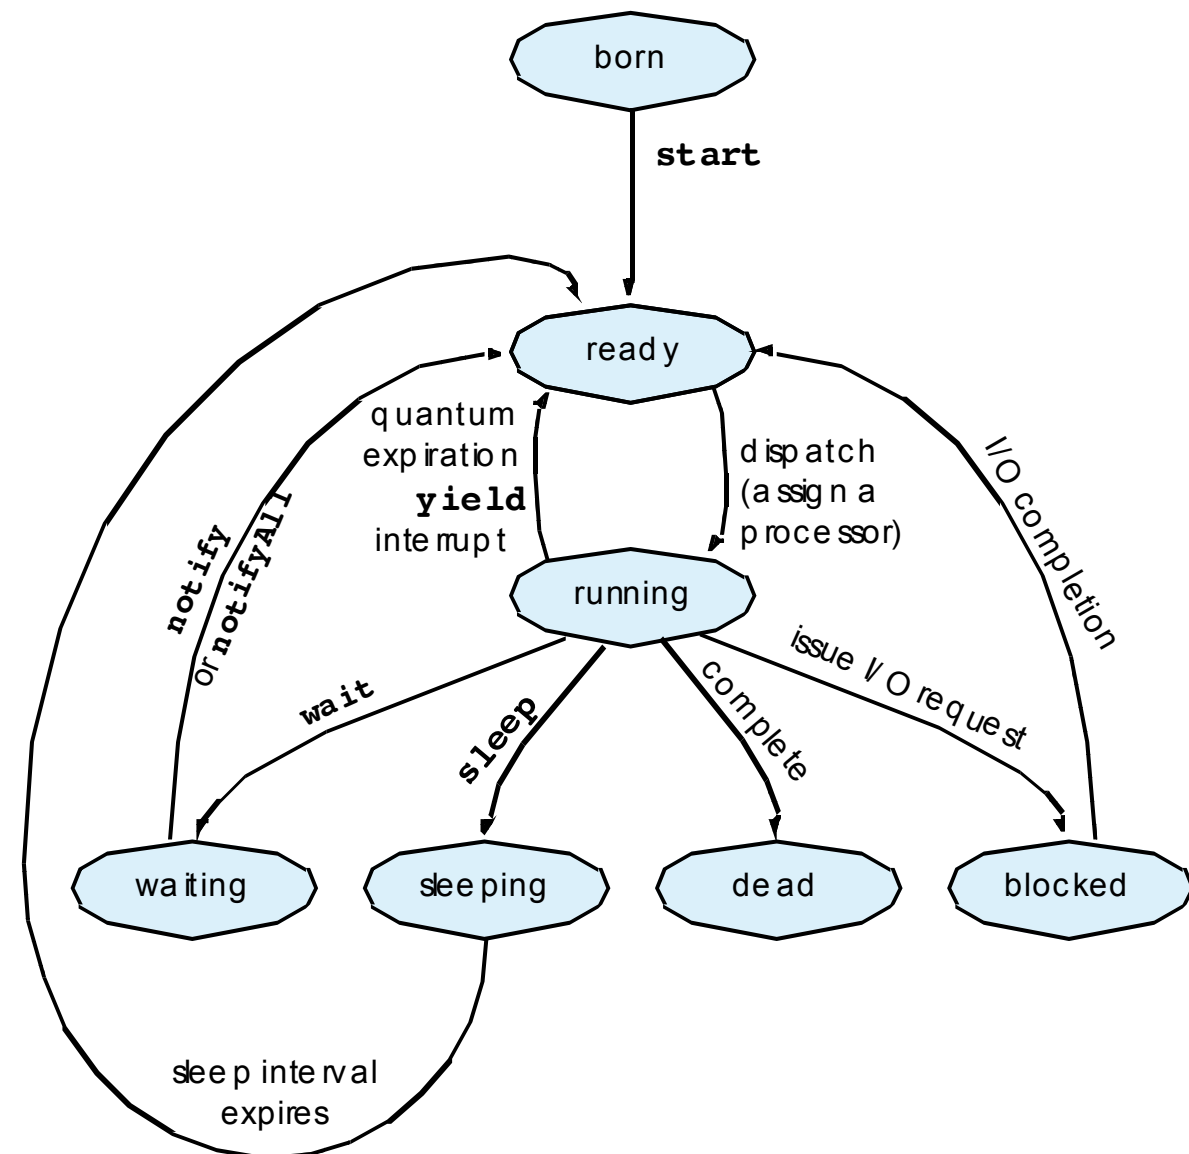 born
start
ready
quantum
expiration
yield
interrupt
dispatch
(assign a
processor)
notify
or notifyAll
I/O completion
running
wait
sleep
complete
issue I/O request
waiting
sleeping
dead
blocked
sleep interval
expires